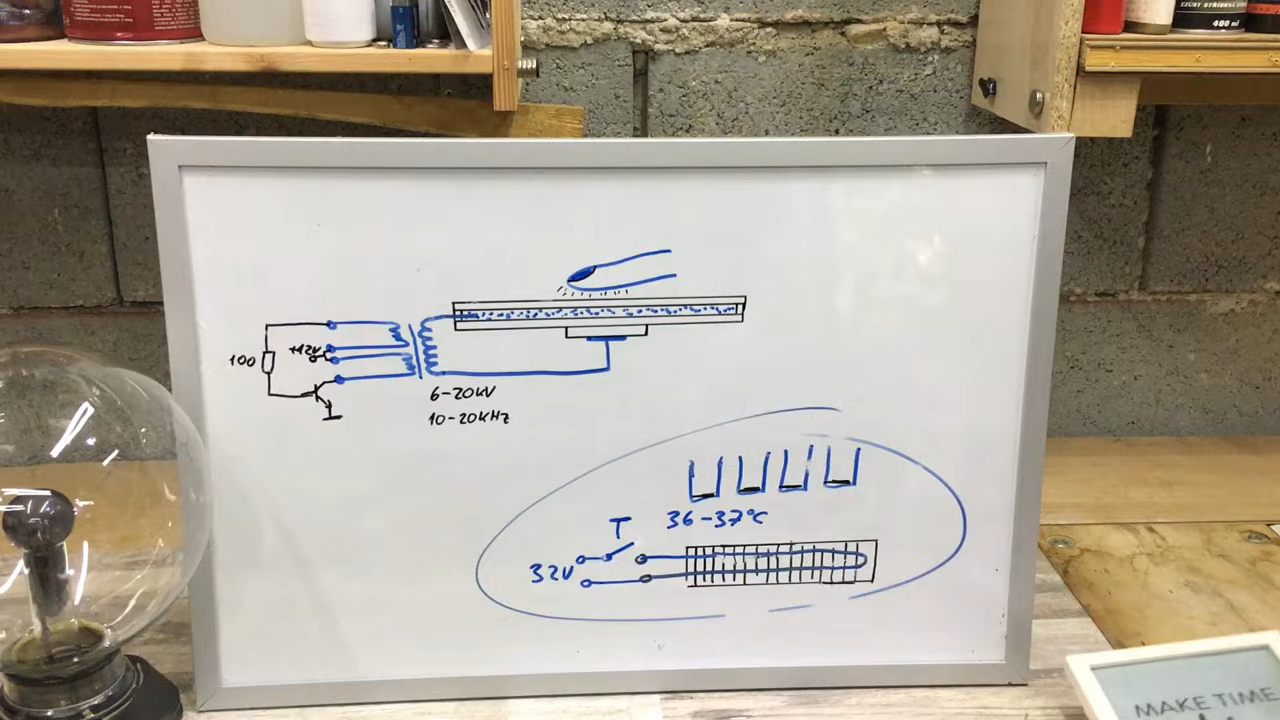 400 ml
100
+12V
6-20kV
10-20KHz
36-37°C
T
32V
MAKE TIME